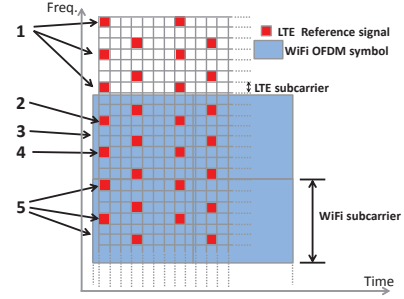 Freq.
1
LTE Reference signal
WiFi OFDM symbol
LTE subcarrier
2
3
4
5
WiFi subcarrier
Time